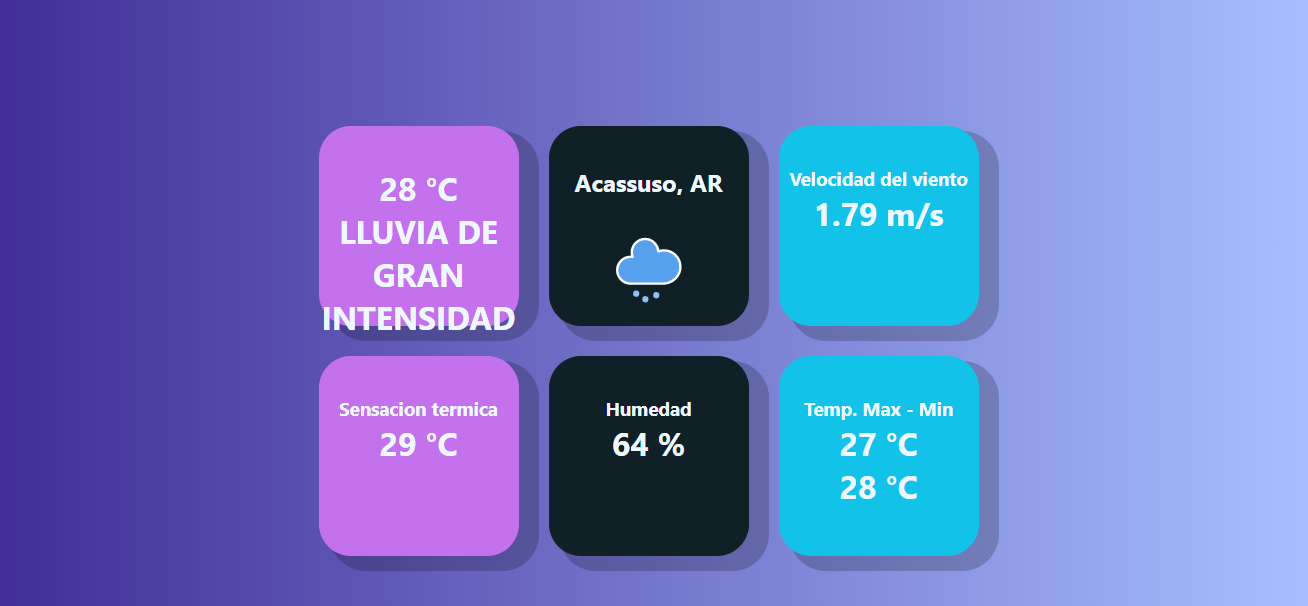 28 °C
LLUVIA DE
GRAN
INTENSIDAD
Acassuso, AR
Velocidad del viento
1.79 m/s
Sensacion termica
29 °C
Humedad
64 %
Temp. Max - Min
27 °C
28 °C